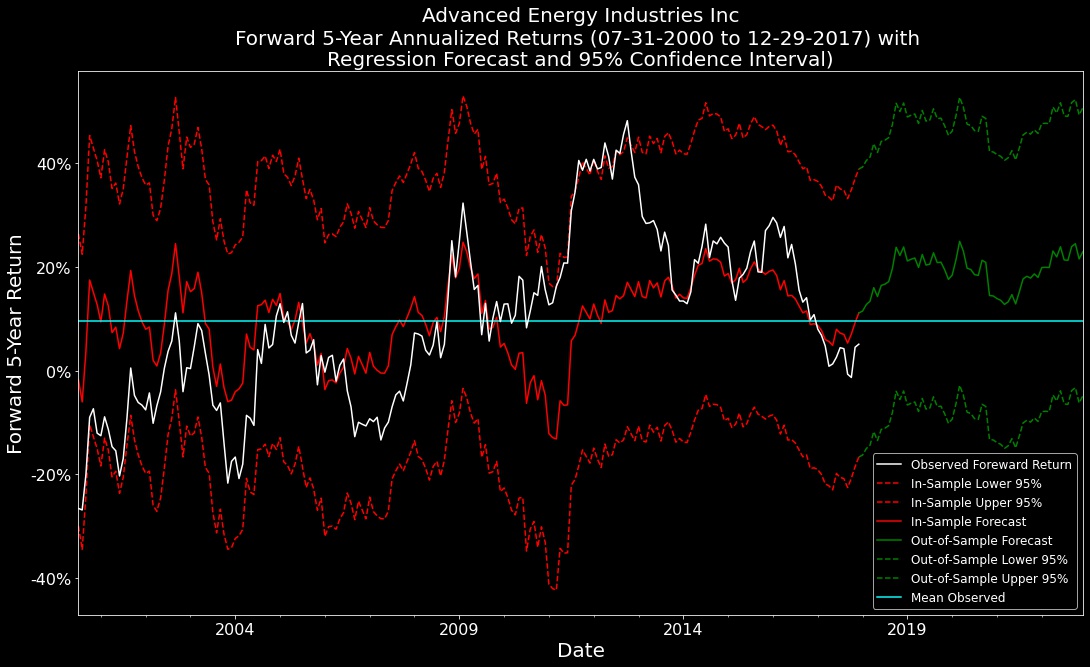 Advanced Energy Industries Inc
Forward 5-Year Annualized Returns (07-31-2000 to 12-29-2017) with
Regression Forecast and 95% Confidence Interval)
Forward 5-Year Return
40%
20%
0%
-20%
-40%
2004
2009
2014
2019
Date
Observed Foreward Return
In-Sample Lower 95%
In-Sample Upper 95%
In-Sample Forecast
Out-of-Sample Forecast
Out-of-Sample Lower 95%
Out-of-Sample Upper 95%
Mean Observed